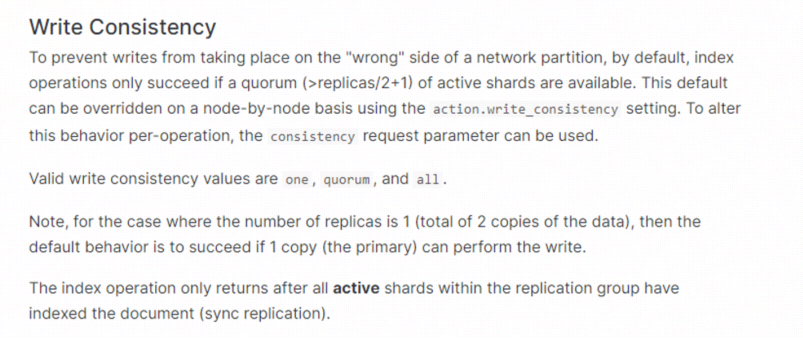 Write Consistency
To prevent writes from taking place on the "wrong" side of a network partition, by default, index
operations only succeed if a quorum (>replicas/2+1) of active shards are available. This default
can be overridden on a node-by-node basis using the action.write_consistency setting. To alter
this behavior per-operation, the consistency request parameter can be used.
Valid write consistency values are one, quorum, and all.
Note, for the case where the number of replicas is 1 (total of 2 copies of the data), then the
default behavior is to succeed if 1 copy (the primary) can perform the write.
The index operation only returns after all active shards within the replication group have
indexed the document (sync replication).